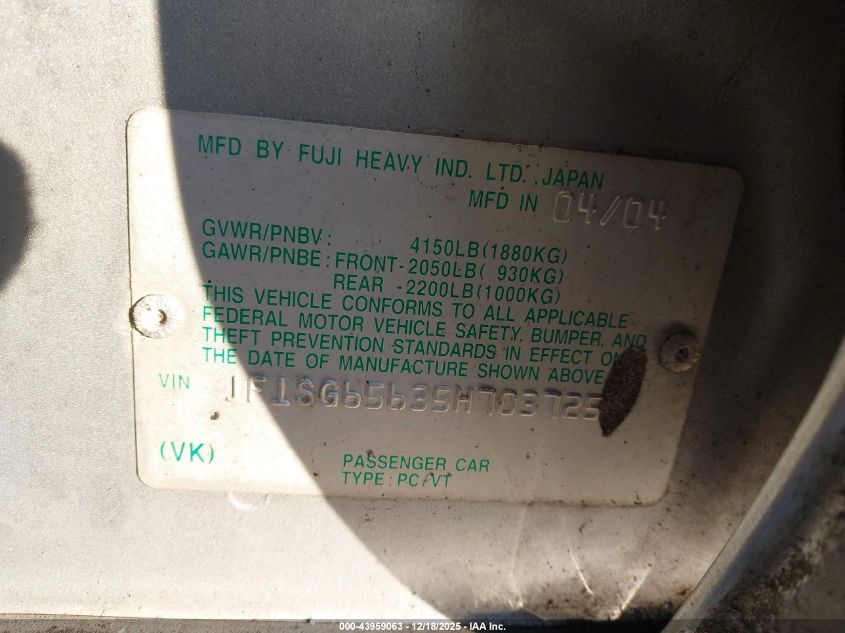 MFD BY FUJI HEAVY IND. LTD. ,JAPAN
MFD IN 04/04
GVWR/PNBV : 4150LB(1880KG)
GAWR/PNBE : FRONT-2050LB( 930KG)
REAR -2200LB(1000KG)
THIS VEHICLE CONFORMS TO ALL APPLICABLE
FEDERAL MOTOR VEHICLE SAFETY, BUMPER, AND
THEFT PREVENTION STANDARDS IN EFFECT ON
THE DATE OF MANUFACTURE SHOWN ABOVE
VIN JF1SG65635H703725
(VK)
PASSENGER CAR
TYPE: PC/VT
000-43959063 - 12/18/2025 - IAA Inc.